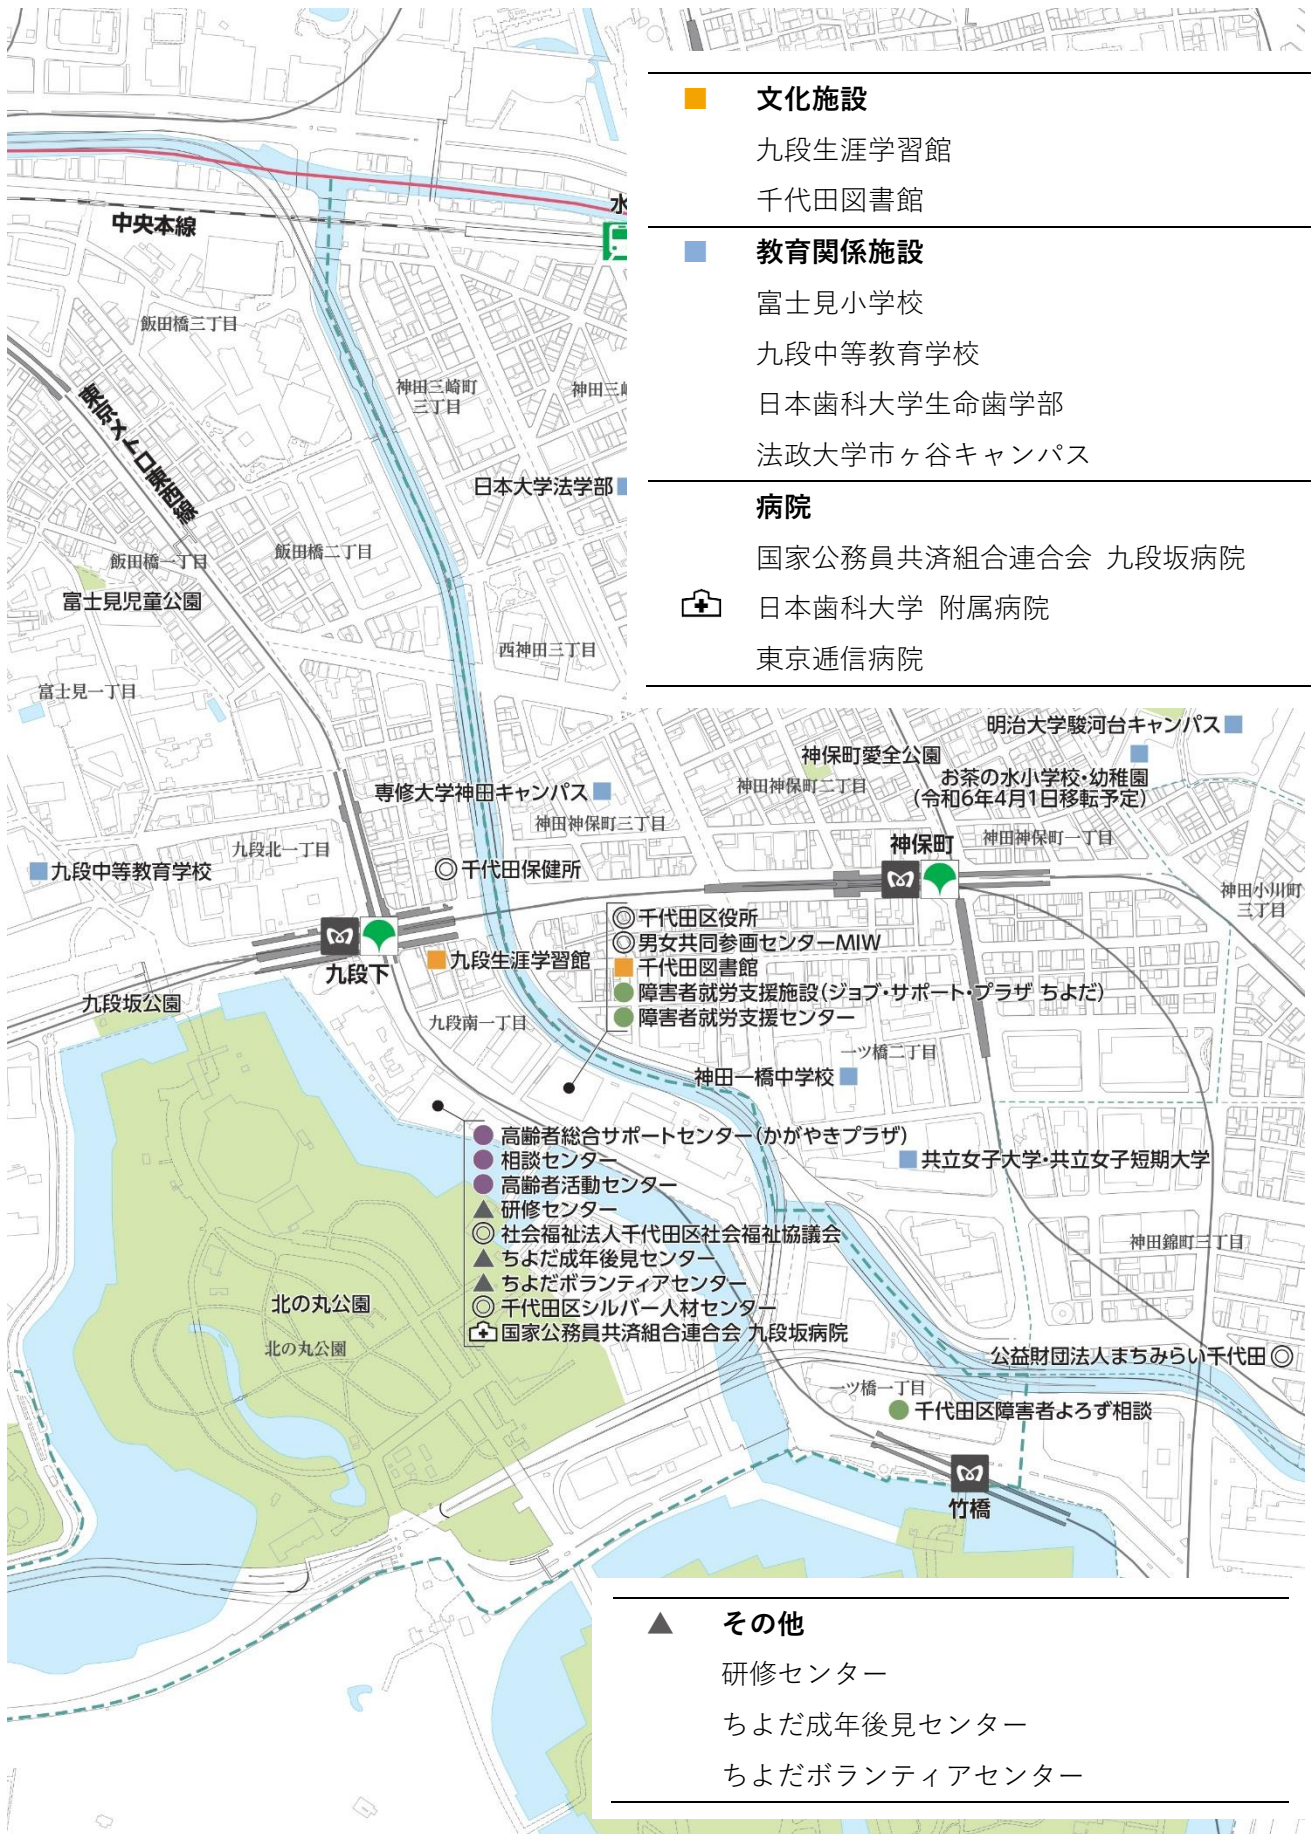 文化施設
九段生涯学習館
千代田図書館
教育関係施設
富士見小学校
九段中等教育学校
日本歯科大学生命歯学部
法政大学市ヶ谷キャンパス
病院
国家公務員共済組合連合会 九段坂病院
日本歯科大学 附属病院
東京逓信病院
水
中央本線
飯田橋三丁目
東京メトロ東西線
神田三崎町
三丁目
神田三崎
日本大学法学部
飯田橋一丁目
飯田橋二丁目
富士見児童公園
西神田三丁目
富士見一丁目
明治大学駿河台キャンパス
神保町愛全公園
お茶の水小学校・幼稚園
(令和6年4月1日移転予定)
神田神保町二丁目
専修大学神田キャンパス
神田神保町三丁目
神田神保町一丁目
神保町
九段北一丁目
九段中等教育学校
千代田保健所
神田小川町
三丁目
千代田区役所
男女共同参画センターMIW
千代田図書館
障害者就労支援施設(ジョブ・サポート・プラザ ちよだ)
障害者就労支援センター
九段生涯学習館
九段下
九段坂公園
九段南一丁目
一ツ橋二丁目
神田一橋中学校
高齢者総合サポートセンター(かがやきプラザ)
相談センター
高齢者活動センター
研修センター
社会福祉法人千代田区社会福祉協議会
ちよだ成年後見センター
ちよだボランティアセンター
千代田区シルバー人材センター
国家公務員共済組合連合会 九段坂病院
共立女子大学・共立女子短期大学
神田錦町三丁目
北の丸公園
北の丸公園
公益財団法人まちみらい千代田
一ツ橋一丁目
千代田区障害者よろず相談
竹橋
その他
研修センター
ちよだ成年後見センター
ちよだボランティアセンター